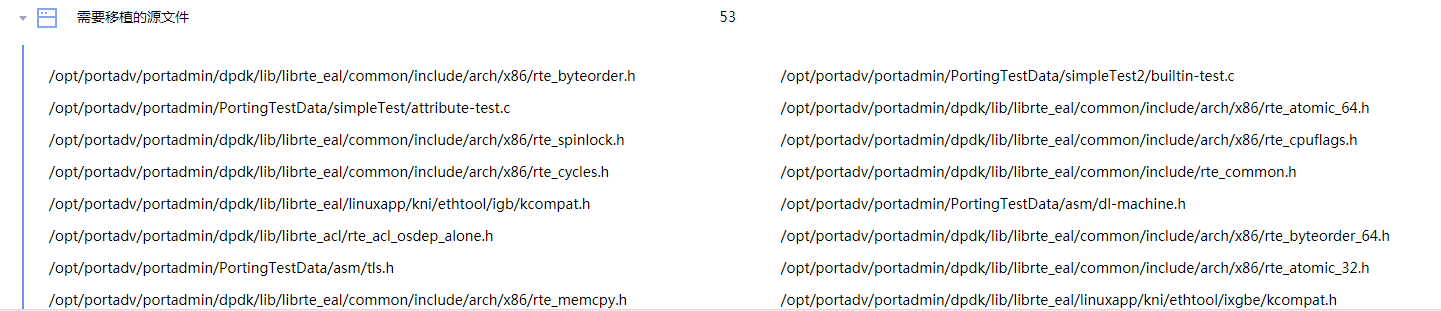 需要移植的源文件 53
/opt/portadv/portadmin/dpdk/lib/librte_eal/common/include/arch/x86/rte_byteorder.h /opt/portadv/portadmin/PortingTestData/simpleTest2/builtin-test.c
/opt/portadv/portadmin/PortingTestData/simpleTest/attribute-test.c /opt/portadv/portadmin/dpdk/lib/librte_eal/common/include/arch/x86/rte_atomic_64.h
/opt/portadv/portadmin/dpdk/lib/librte_eal/common/include/arch/x86/rte_spinlock.h /opt/portadv/portadmin/dpdk/lib/librte_eal/common/include/arch/x86/rte_cpuflags.h
/opt/portadv/portadmin/dpdk/lib/librte_eal/common/include/arch/x86/rte_cycles.h /opt/portadv/portadmin/dpdk/lib/librte_eal/common/include/rte_common.h
/opt/portadv/portadmin/dpdk/lib/librte_eal/linuxapp/kni/ethtool/igb/kcompat.h /opt/portadv/portadmin/PortingTestData/asm/dl-machine.h
/opt/portadv/portadmin/dpdk/lib/librte_acl/rte_acl_osdep_alone.h /opt/portadv/portadmin/dpdk/lib/librte_eal/common/include/arch/x86/rte_byteorder_64.h
/opt/portadv/portadmin/PortingTestData/asm/tls.h /opt/portadv/portadmin/dpdk/lib/librte_eal/common/include/arch/x86/rte_atomic_32.h
/opt/portadv/portadmin/dpdk/lib/librte_eal/common/include/arch/x86/rte_memcpy.h /opt/portadv/portadmin/dpdk/lib/librte_eal/linuxapp/kni/ethtool/ixgbe/kcompat.h